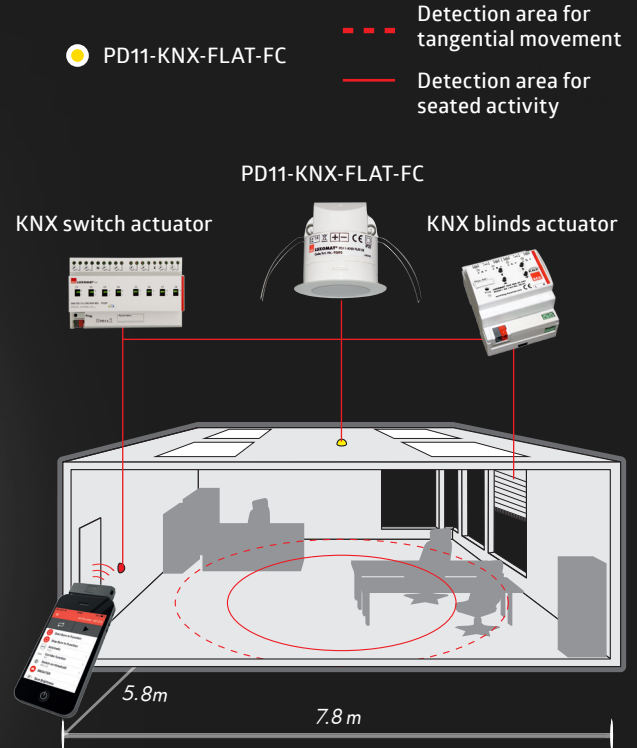 PD11-KNX-FLAT-FC
Detection area for
tangential movement
Detection area for
seated activity
PD11-KNX-FLAT-FC
KNX switch actuator
KNX blinds actuator
LUXOMAT
5.8m
7.8 m